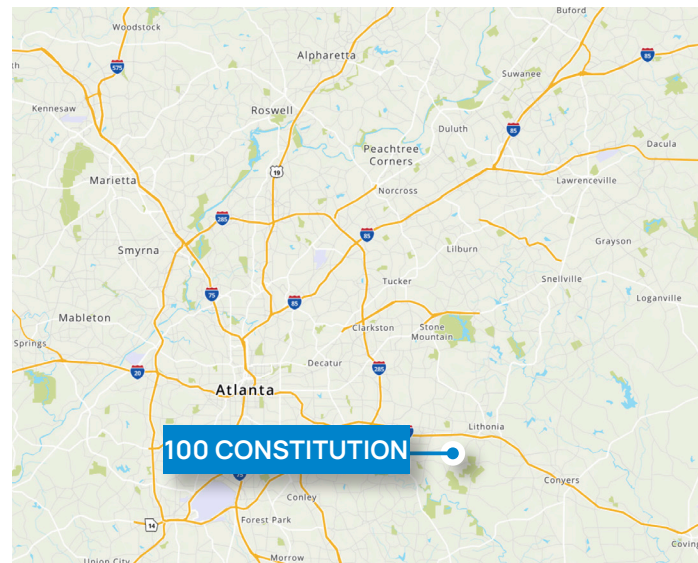 Buford
Woodstock
Alpharetta
85
575
Suwanee
Kennesaw
Roswell
Duluth
85
Peachtree
Corners
Dacula
19
Marietta
Norcross
Lawrenceville
285
85
Smyrna
Lilburn
Grayson
Tucker
Snellville
75
85
Loganville
Mableton
Clarkston
Stone
Mountain
Springs
Decatur
20
285
Atlanta
Lithonia
100 CONSTITUTION
Conyers
Conley
14
Forest Park
Morrow
Union City